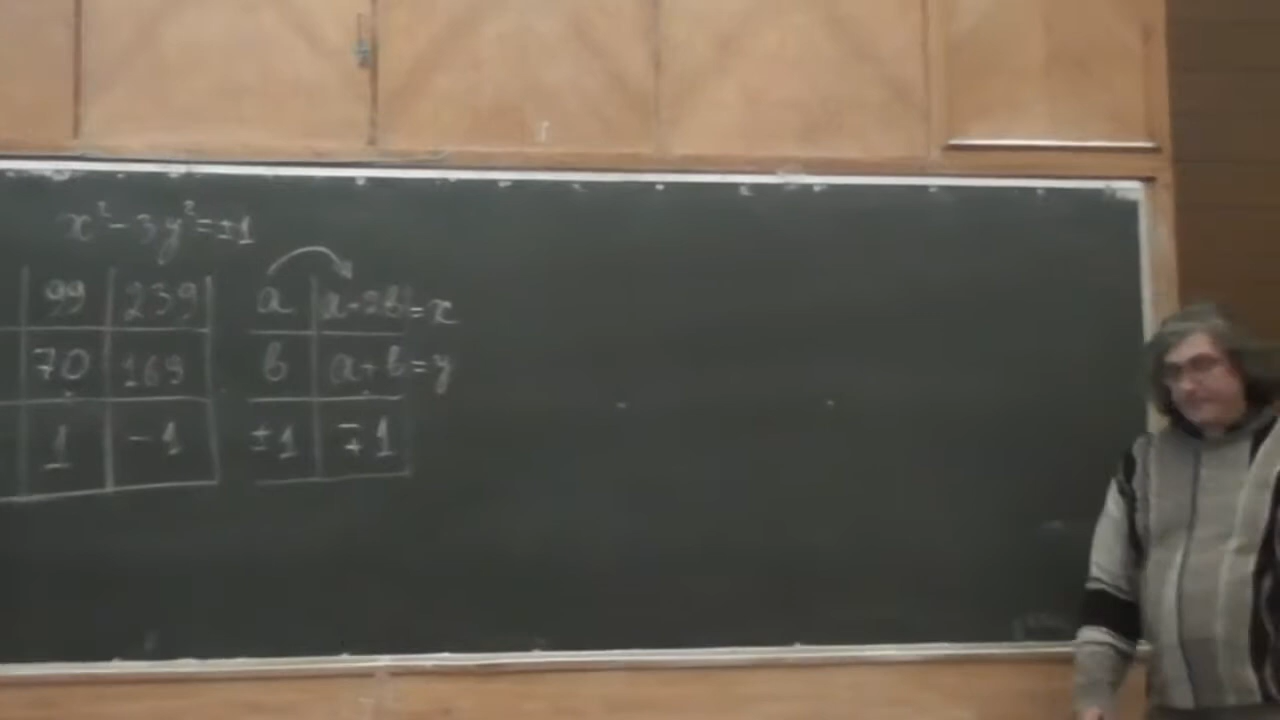 x² - 3y² = ±1
99 | 239 | a | a+2b = x
70 | 169 | b | a+b = y
1 | -1 | ±1 | ∓1